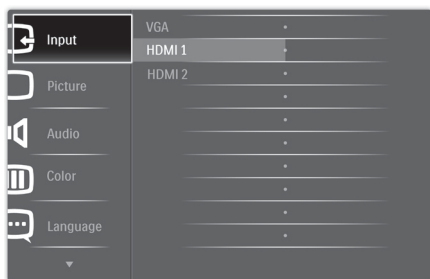 Input
Picture
Audio
Color
Language
VGA
HDMI 1
HDMI 2